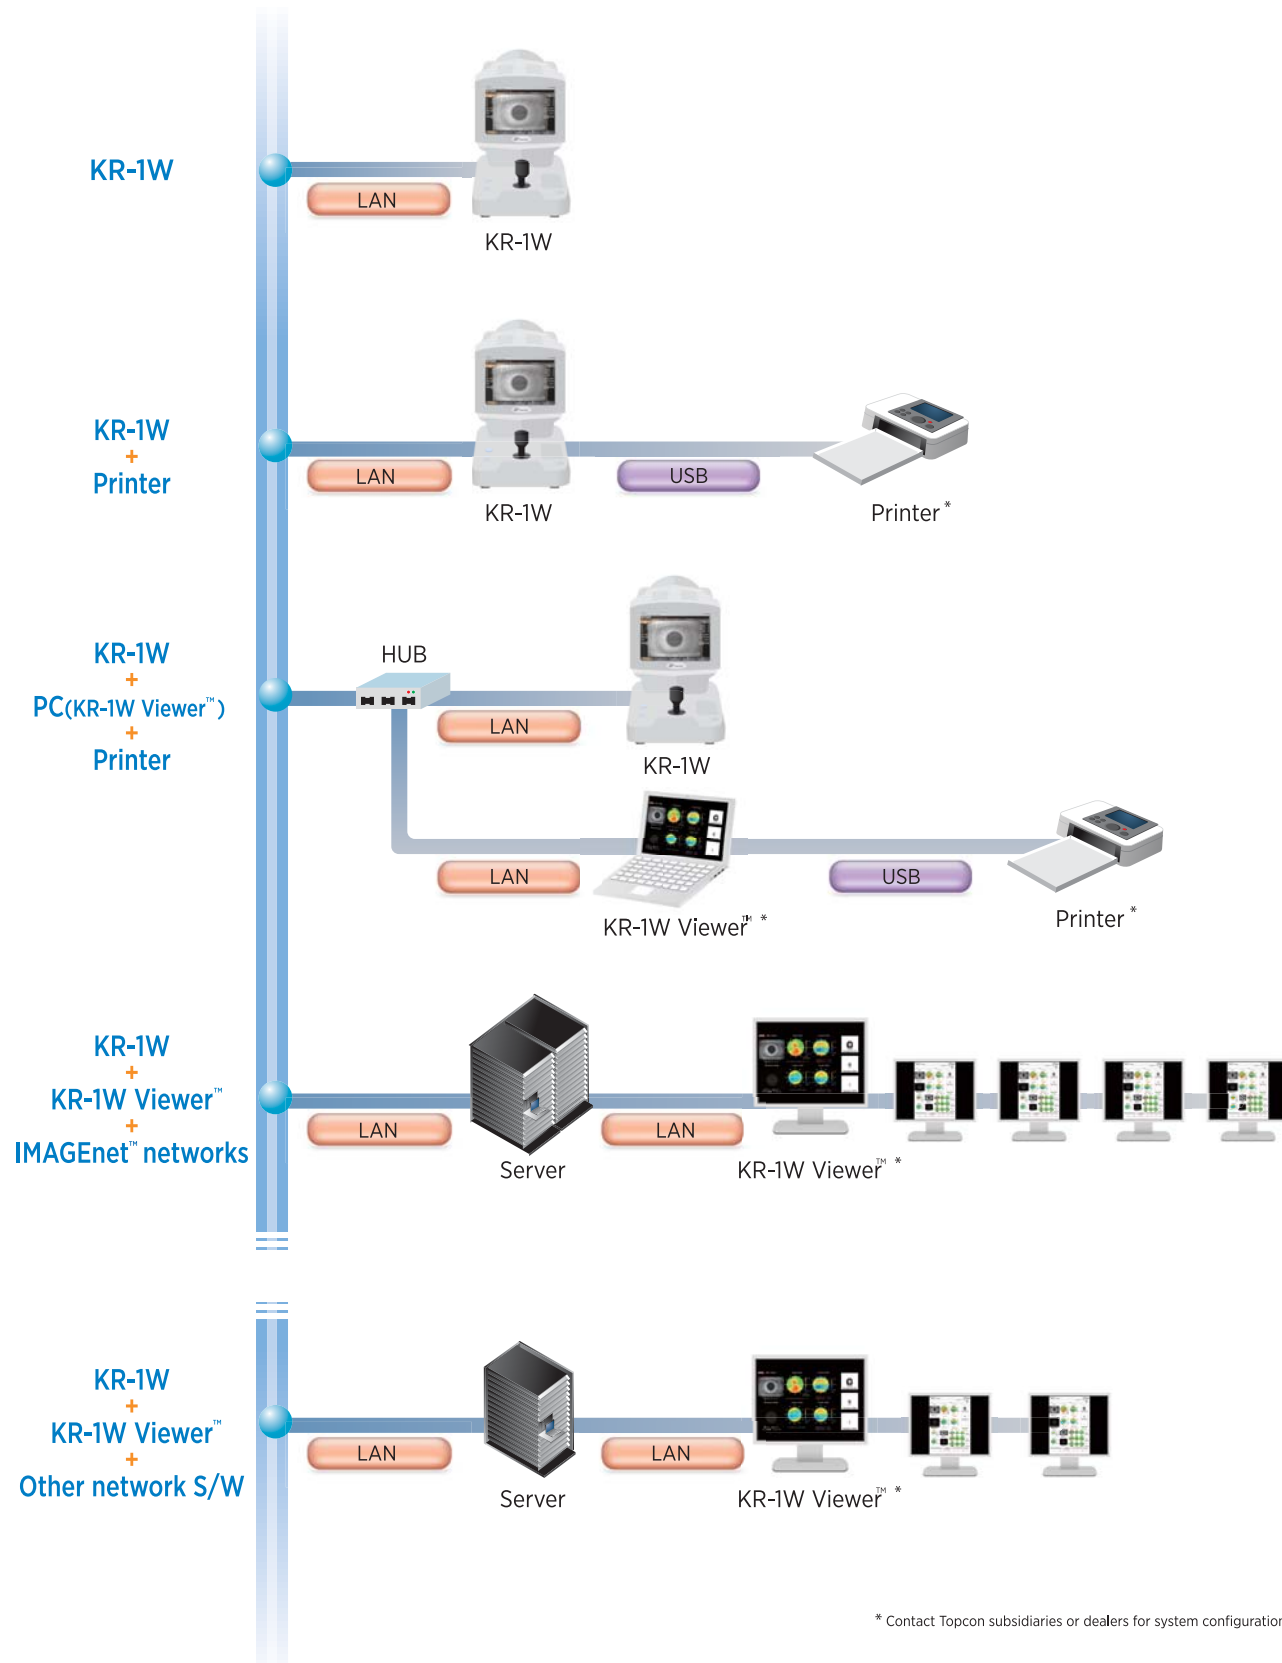 KR-1W
LAN
KR-1W
KR-1W
+
Printer
LAN
USB
KR-1W
Printer *
KR-1W
+
PC(KR-1W Viewer™)
+
Printer
HUB
LAN
KR-1W
LAN
USB
KR-1W Viewer™ *
Printer *
KR-1W
+
KR-1W Viewer™
+
IMAGEnet™ networks
LAN
LAN
Server
KR-1W Viewer™ *
KR-1W
+
KR-1W Viewer™
+
Other network S/W
LAN
LAN
Server
KR-1W Viewer™ *
* Contact Topcon subsidiaries or dealers for system configuration